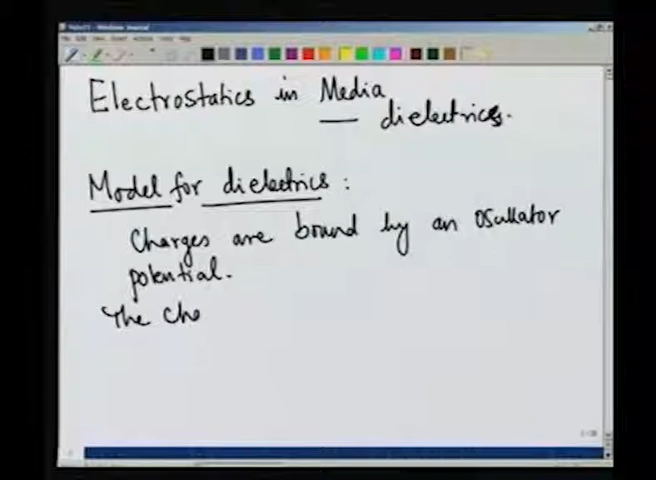 Electrostatics in Media
dielectrics.
Model for dielectrics :
Charges are bound by an oscillator
potential.
The Cha